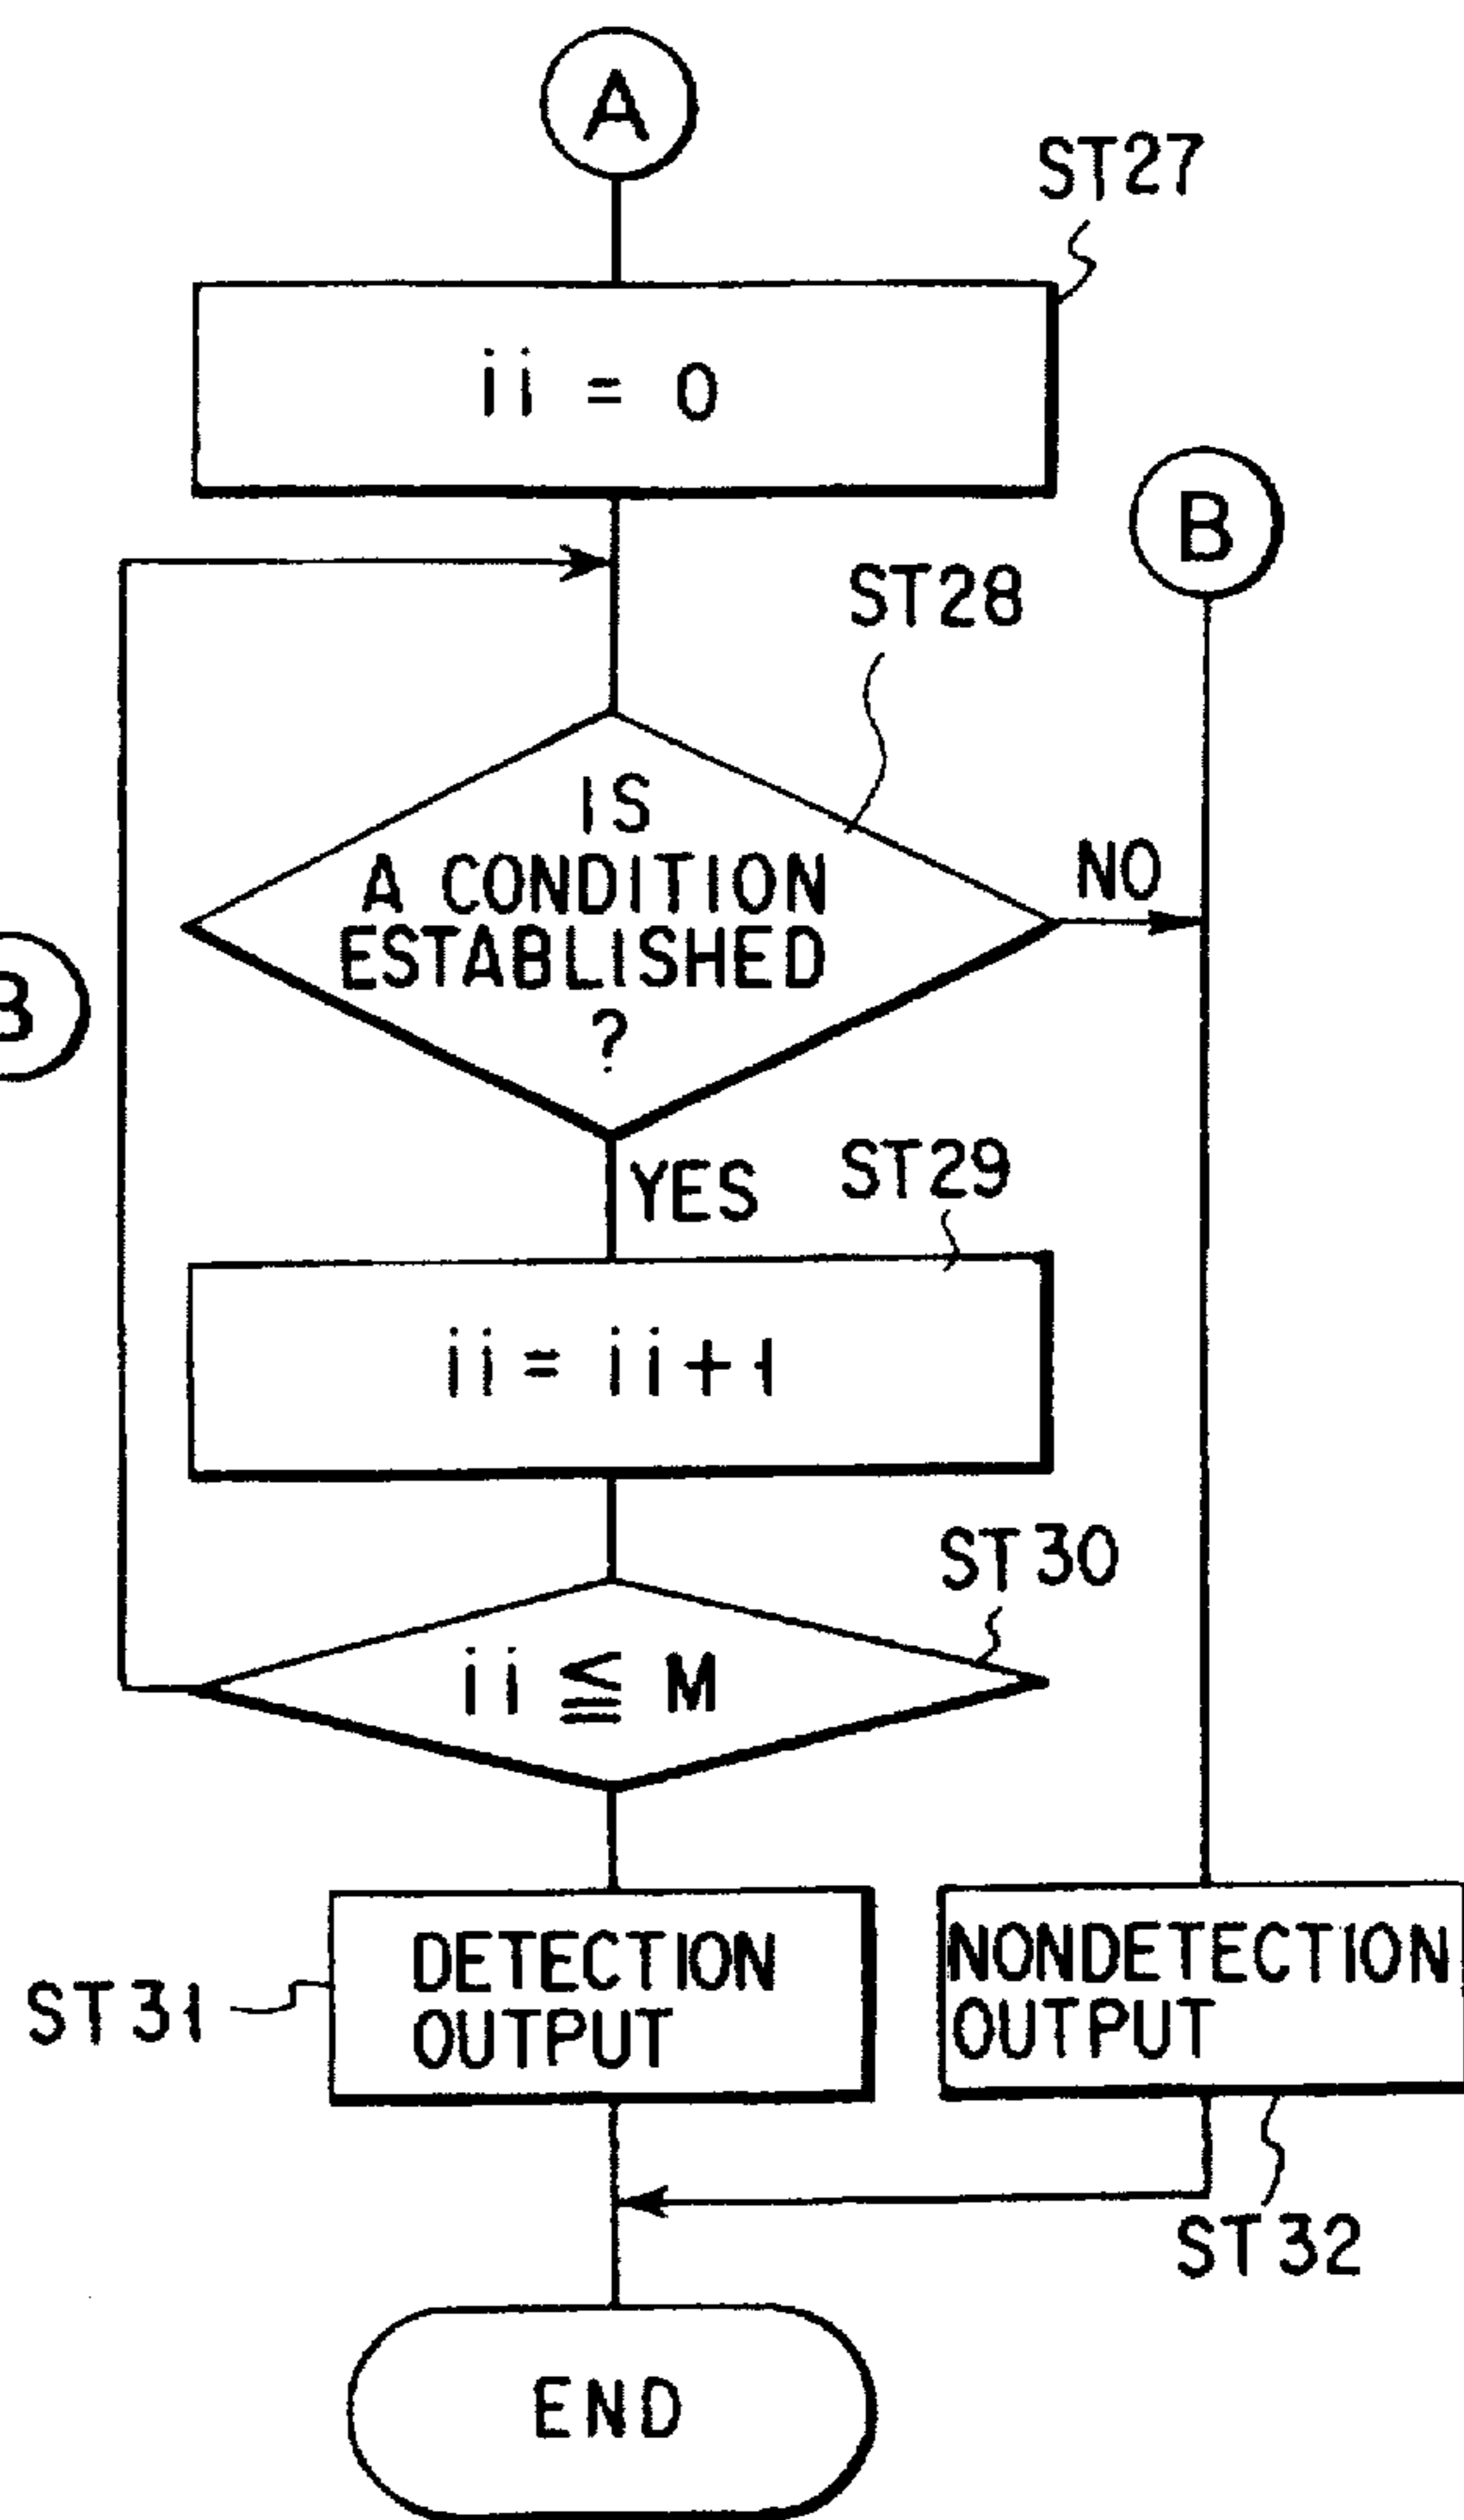 A
ST27
ii = 0
B
ST28
IS
A CONDITION
ESTABLISHED
?
NO
B
YES
ST29
ii = ii + 1
ST30
ii ≦ M
DETECTION
OUTPUT
NONDETECTION
OUTPUT
ST31
ST32
END